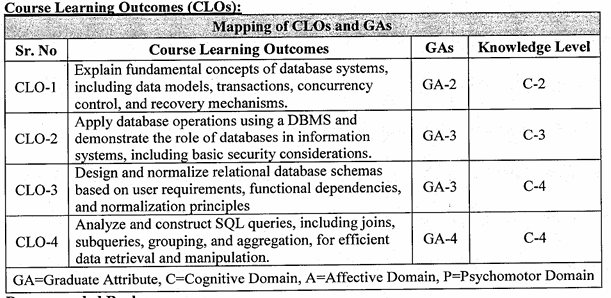 Course Learning Outcomes (CLOs):
Mapping of CLOs and GAs
Sr. No Course Learning Outcomes GAs Knowledge Level
CLO-1 Explain fundamental concepts of database systems, including data models, transactions, concurrency control, and recovery mechanisms. GA-2 C-2
CLO-2 Apply database operations using a DBMS and demonstrate the role of databases in information systems, including basic security considerations. GA-3 C-3
CLO-3 Design and normalize relational database schemas based on user requirements, functional dependencies, and normalization principles GA-3 C-4
CLO-4 Analyze and construct SQL queries, including joins, subqueries, grouping, and aggregation, for efficient data retrieval and manipulation. GA-4 C-4
GA=Graduate Attribute, C=Cognitive Domain, A=Affective Domain, P=Psychomotor Domain